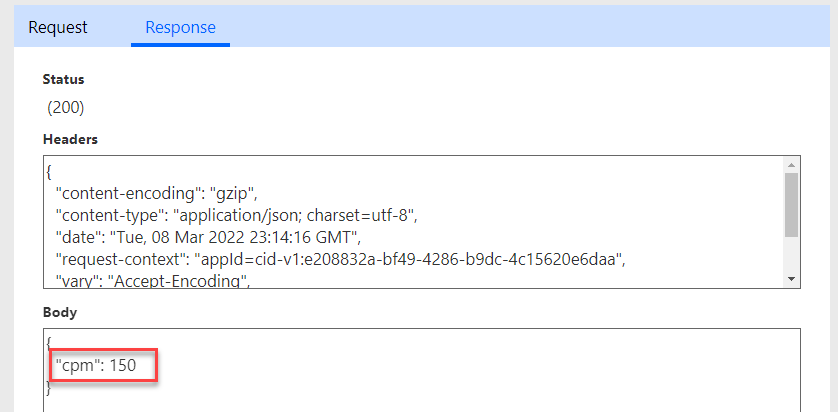 Request Response
Status
(200)
Headers
{
"content-encoding": "gzip",
"content-type": "application/json; charset=utf-8",
"date": "Tue, 08 Mar 2022 23:14:16 GMT",
"request-context": "appId=cid-v1:e208832a-bf49-4286-b9dc-4c15620e6daa",
"vary": "Accept-Encoding",
Body
{
"cpm": 150
}